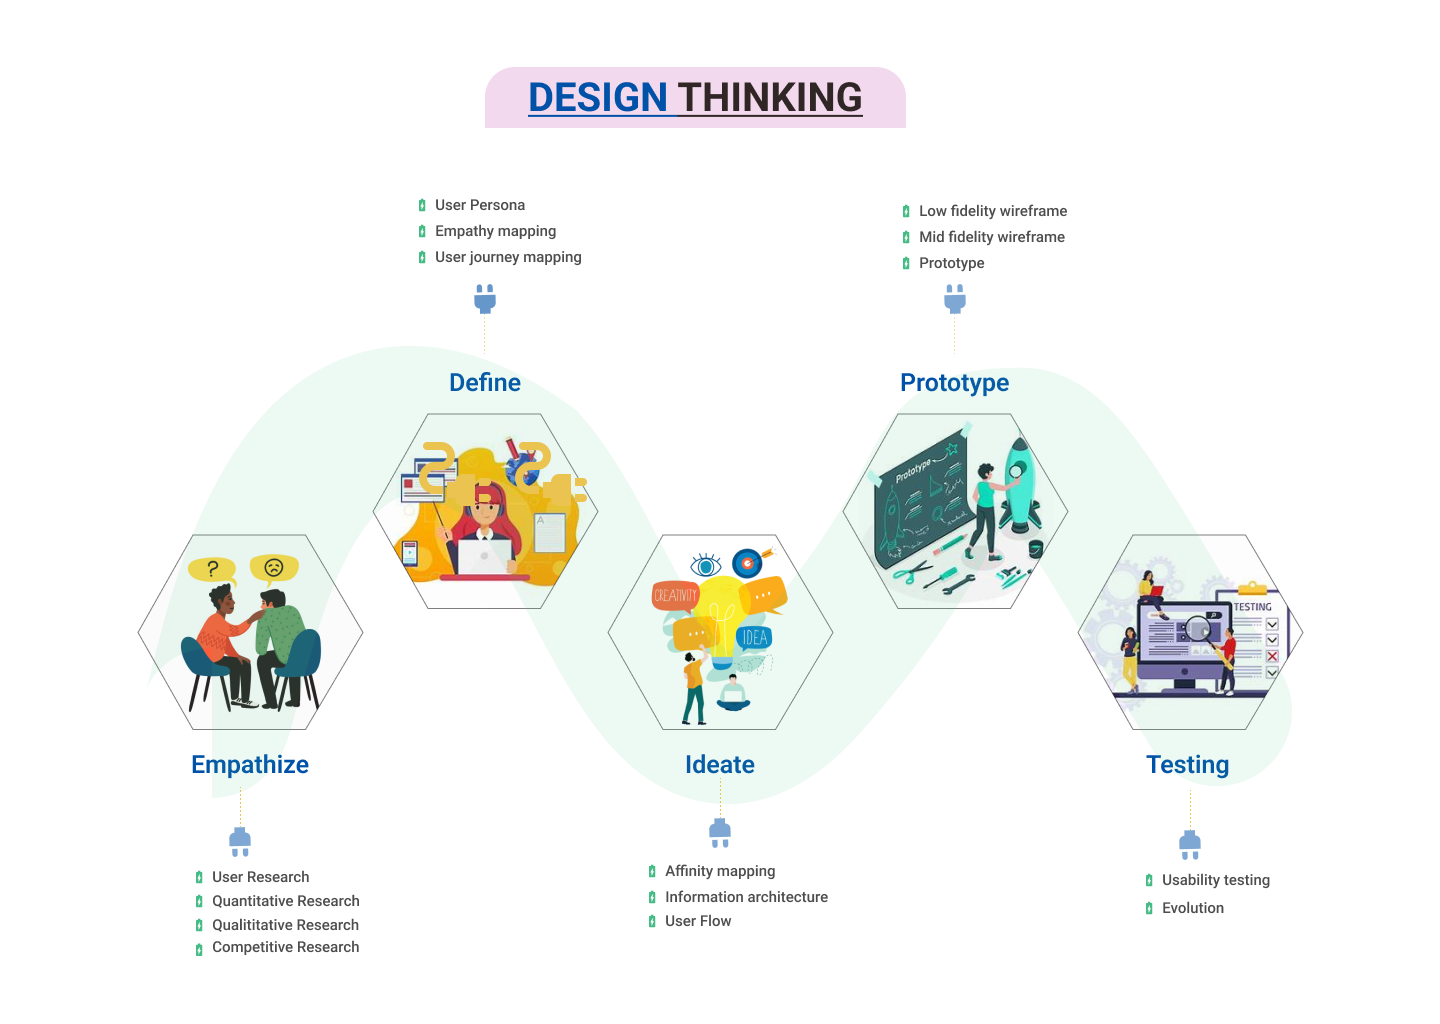 DESIGN THINKING
User Persona
Empathy mapping
User journey mapping
Low fidelity wireframe
Mid fidelity wireframe
Prototype
Define
Prototype
Prototype
?
CREATIVITY
IDEA
A
TESTING
Empathize
Ideate
Testing
User Research
Quantitative Research
Qualititative Research
Competitive Research
Affinity mapping
Information architecture
User Flow
Usability testing
Evolution